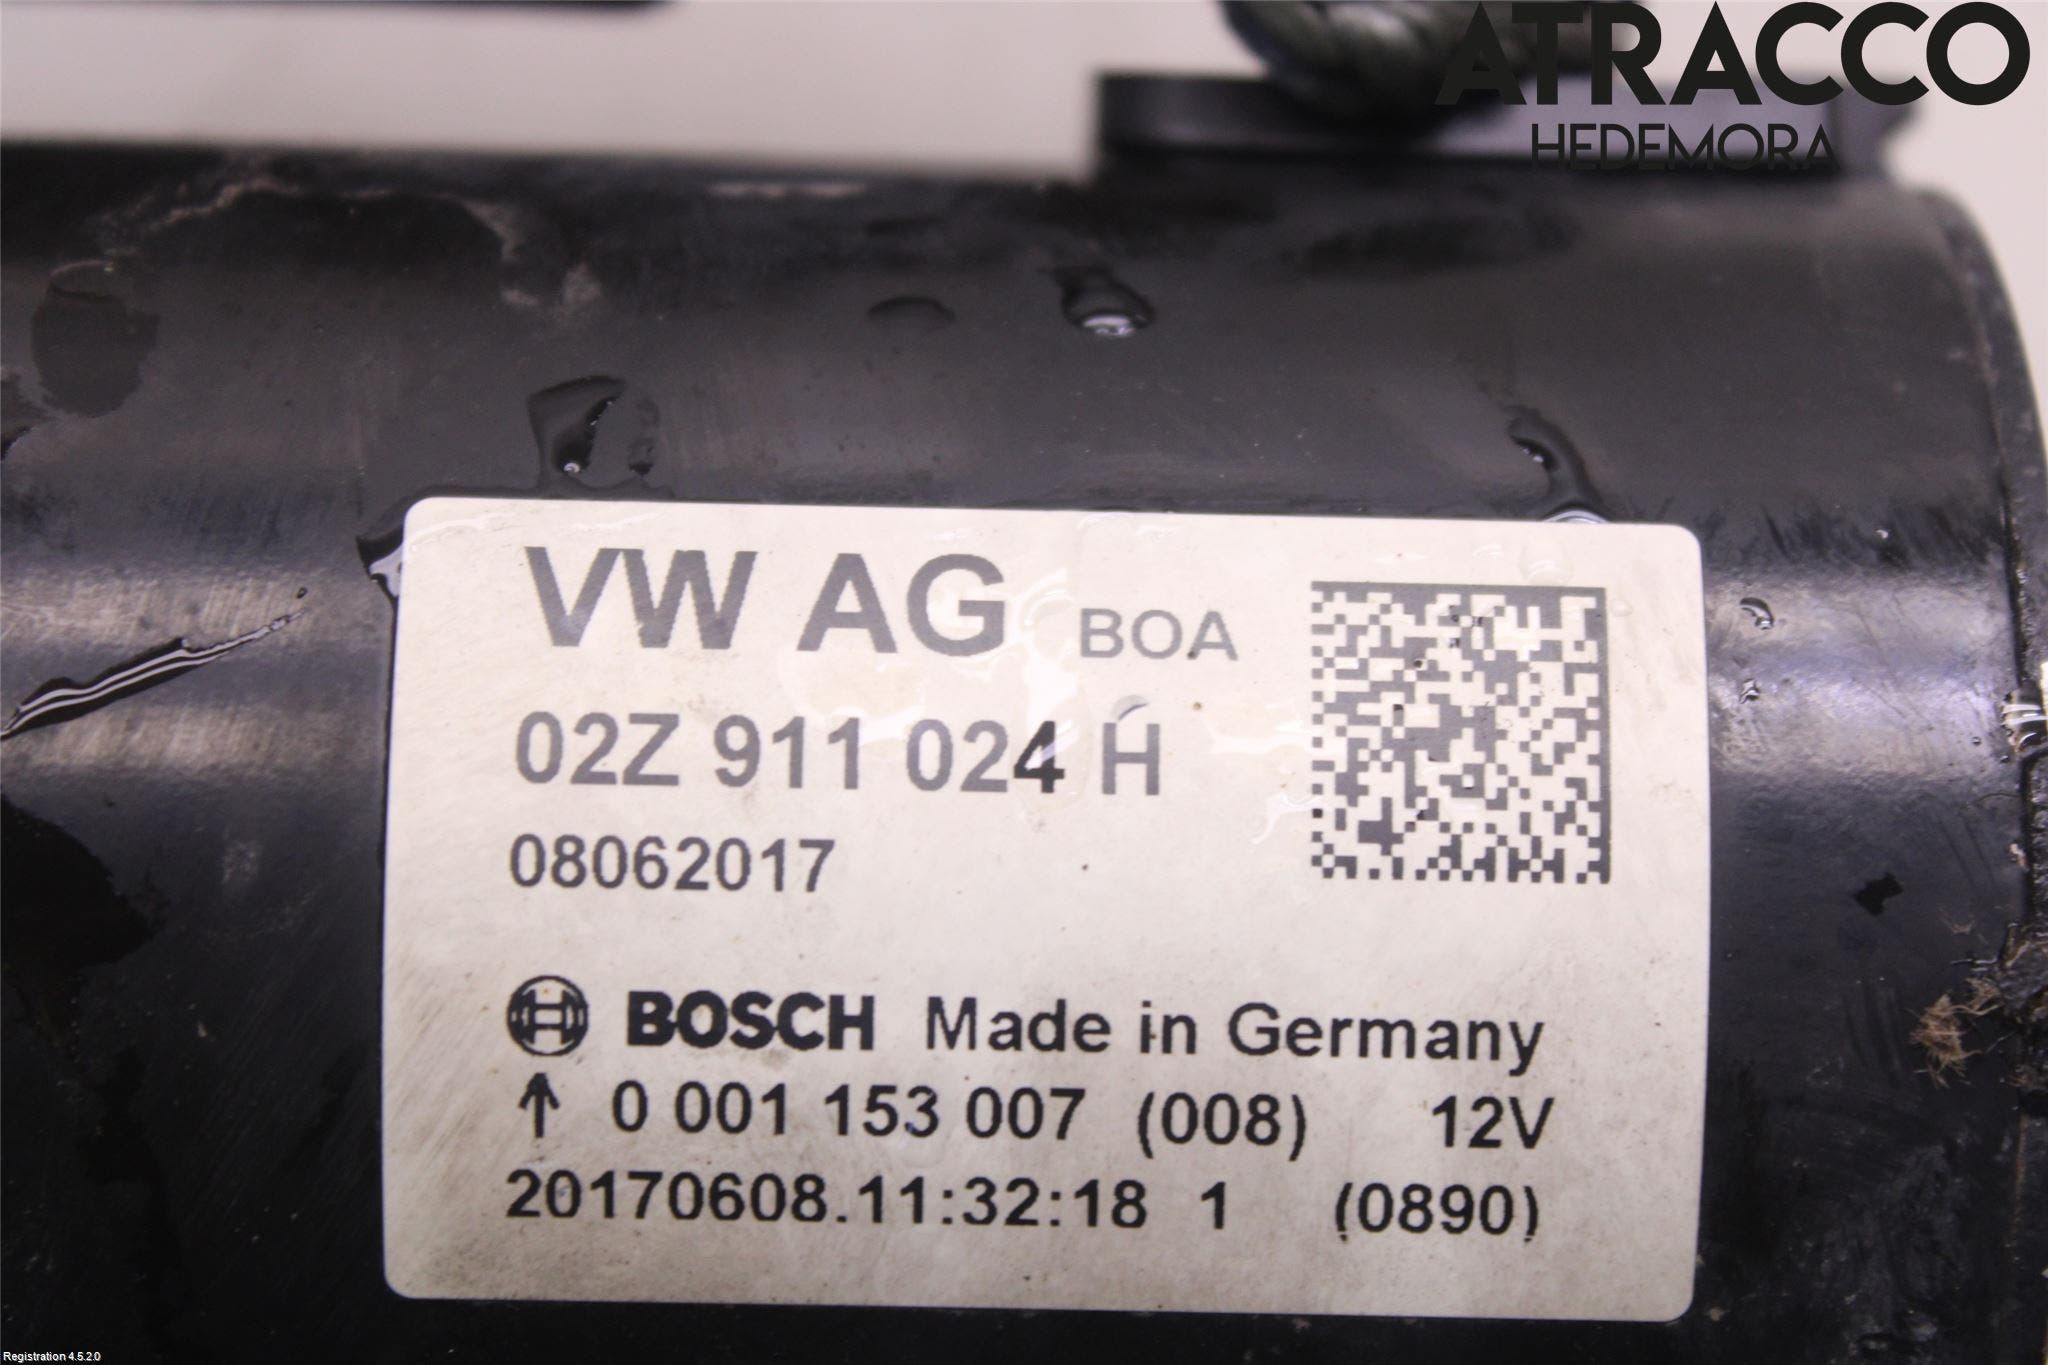 ATRACCO
HEDEMORA
VW AG BOA
02Z 911 024 H
08062017
BOSCH Made in Germany
↑ 0 001 153 007 (008) 12V
20170608.11:32:18 1 (0890)
Registration 4.5.2.0